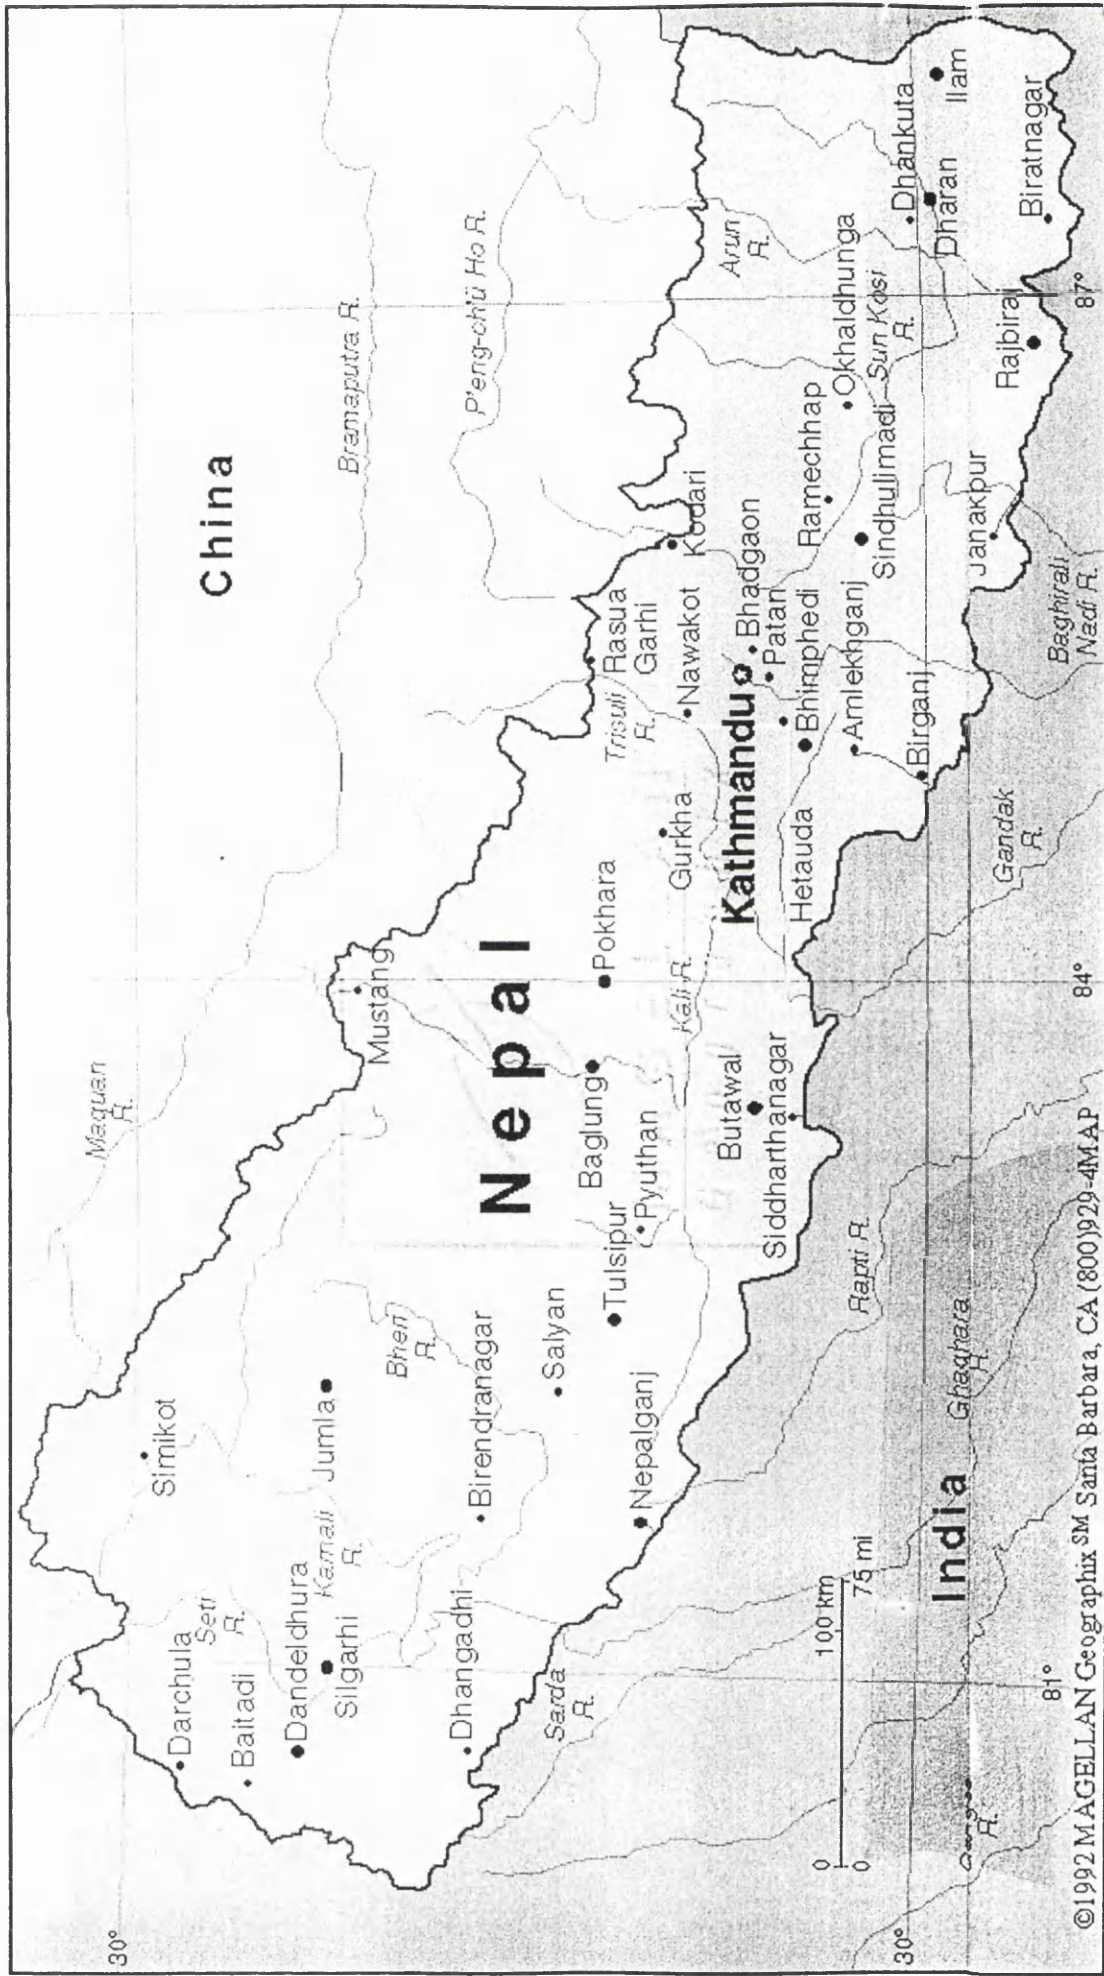 China
Maquan
R.
Bramaputra R.
P'eng-chü Ho R.
30°
Simikot
Darchula
Seti
R.
Baitadi
Dandeldhura
Kamali
R.
Jumla
Silgarhi
Mustang
Bheri
R.
Nepal
Birendranagar
Dhangadhi
Salyan
Tulsipur
Baglung
Pokhara
Trisuli
R.
Rasua
Garhi
Kodari
Pyuthan
Nepalganj
Sarda
R.
Gurkha
Nawakot
Kali R.
Kathmandu
Bhadgaon
Patan
Arun
R.
Butawal
Siddharthanagar
Hetauda
Bhimphedi
Ramechhap
Okhaldhunga
Amlekhganj
Sindhulimadi
Sun Kosi
R.
Dhankuta
Dharan
Ilam
Birganj
Janakpur
Rajbiraj
Biratnagar
Rapti R.
Gandak
R.
Baghirali
Nadi R.
Ghaghara
R.
0 100 km
0 75 mi
India
30°
R.
81°
84°
87°
©1992 MAGELLAN Geographix SM Santa Barbara, CA (800)929-4MAP